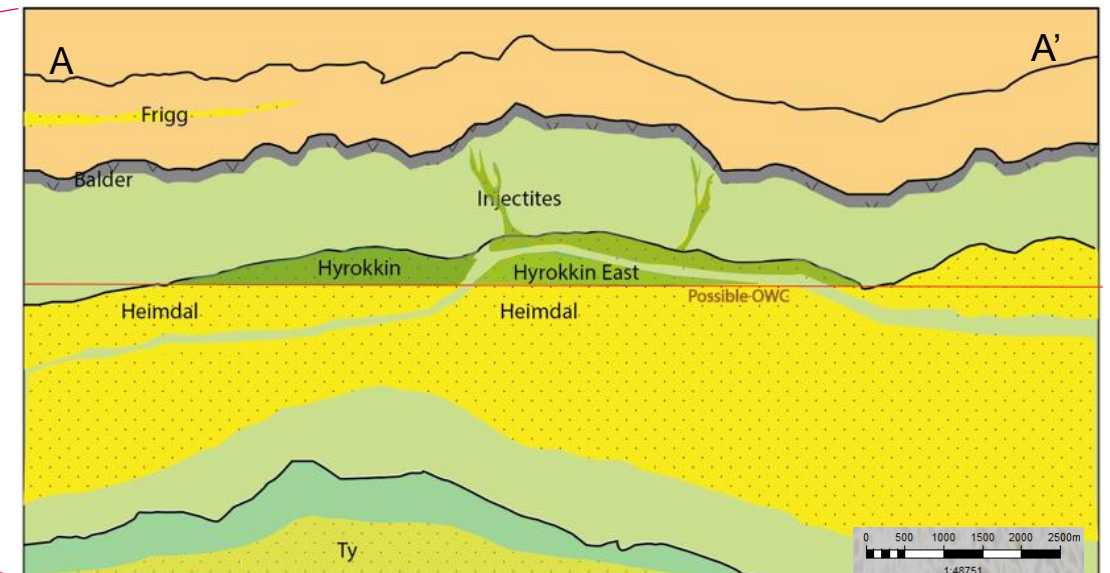 A
A’
Frigg
Balder
Injectites
Hyrokkin
Hyrokkin East
Possible OWC
Heimdal
Heimdal
Ty
0 500 1000 1500 2000 2500m
1:48751